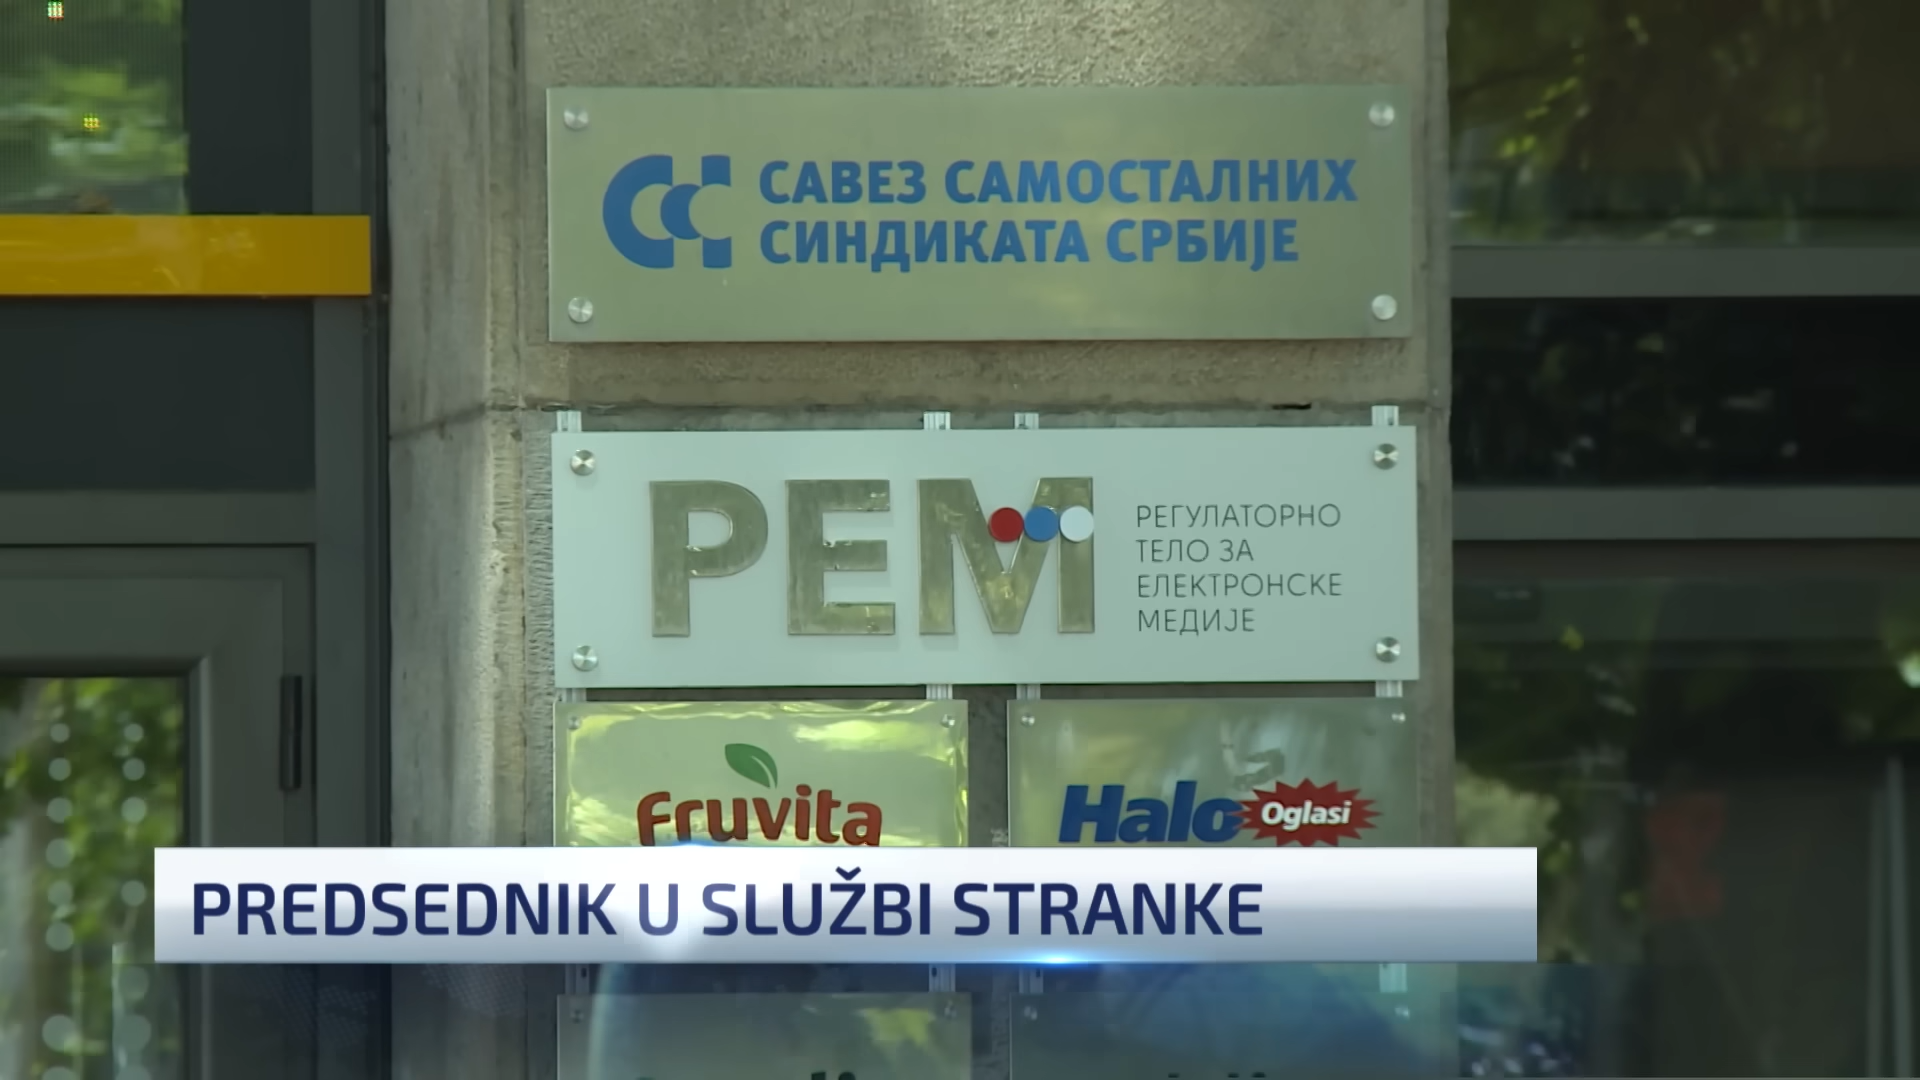 САВЕЗ САМОСТАЛНИХ
СИНДИКАТА СРБИЈЕ
РЕМ
РЕГУЛАТОРНО
ТЕЛО ЗА
ЕЛЕКТРОНСКЕ
МЕДИЈЕ
fruvita
Halo Oglasi
PREDSEDNIK U SLUŽBI STRANKE